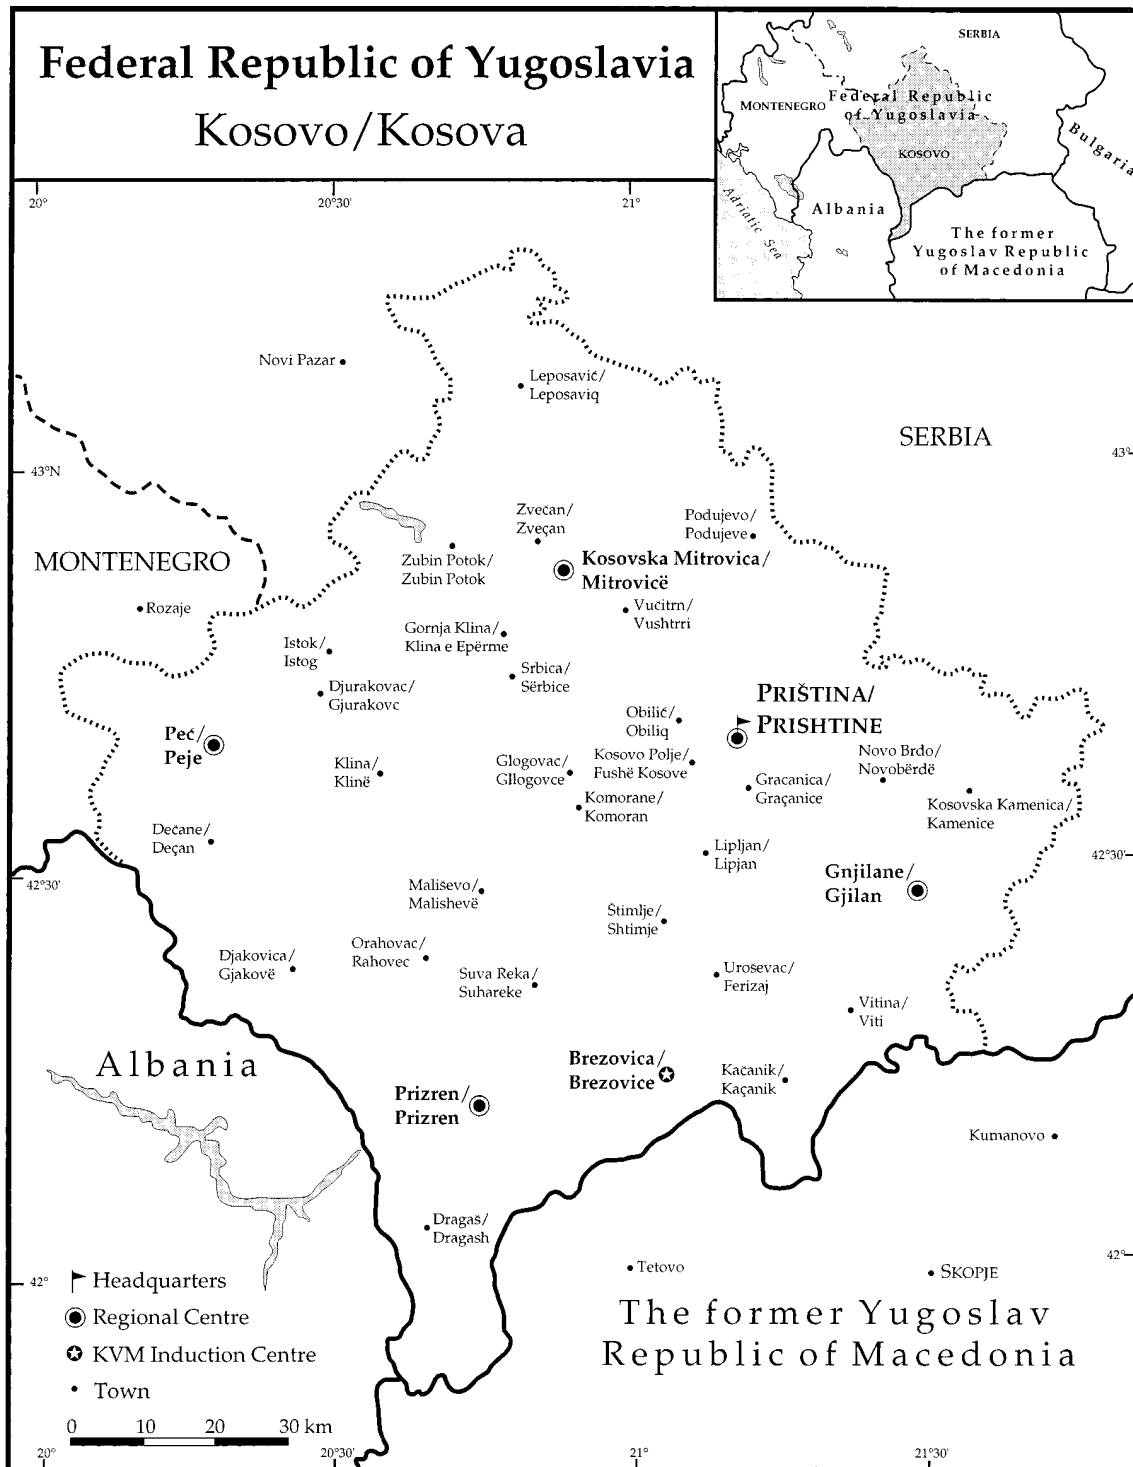 Federal Republic of Yugoslavia
Kosovo/Kosova
SERBIA
MONTENEGRO
Federal Republic
of Yugoslavia
KOSOVO
Bulgaria
Albania
Adriatic Sea
The former
Yugoslav Republic
of Macedonia
20°
20°30'
21°
Novi Pazar
Leposavić/
Leposaviq
SERBIA
43°N
43°
Zvečan/
Zveçan
Podujevo/
Podujeve
MONTENEGRO
Zubin Potok/
Zubin Potok
Kosovska Mitrovica/
Mitrovicë
Rozaje
Vučitrn/
Vushtrri
Gornja Klina/
Klina e Epërme
Istok/
Istog
Srbica/
Sërbice
Djurakovac/
Gjurakovc
PRIŠTINA/
PRISHTINE
Obilić/
Obiliq
Peć/
Peje
Klina/
Klinë
Glogovac/
Gllogovce
Kosovo Polje/
Fushë Kosove
Novo Brdo/
Novobërdë
Gracanica/
Graçanice
Komorane/
Komoran
Kosovska Kamenica/
Kamenice
Dečane/
Deçan
Lipljan/
Lipjan
42°30'
42°30'
Gnjilane/
Gjilan
Mališevo/
Malishevë
Štimlje/
Shtimje
Djakovica/
Gjakovë
Orahovac/
Rahovec
Suva Reka/
Suhareke
Uroševac/
Ferizaj
Vitina/
Viti
Albania
Brezovica/
Brezovice
Kačanik/
Kaçanik
Prizren/
Prizren
Kumanovo
Dragaš/
Dragash
42°
42°
Tetovo
SKOPJE
The former Yugoslav
Republic of Macedonia
Headquarters
Regional Centre
KVM Induction Centre
Town
0 10 20 30 km
20°
20°30'
21°
21°30'